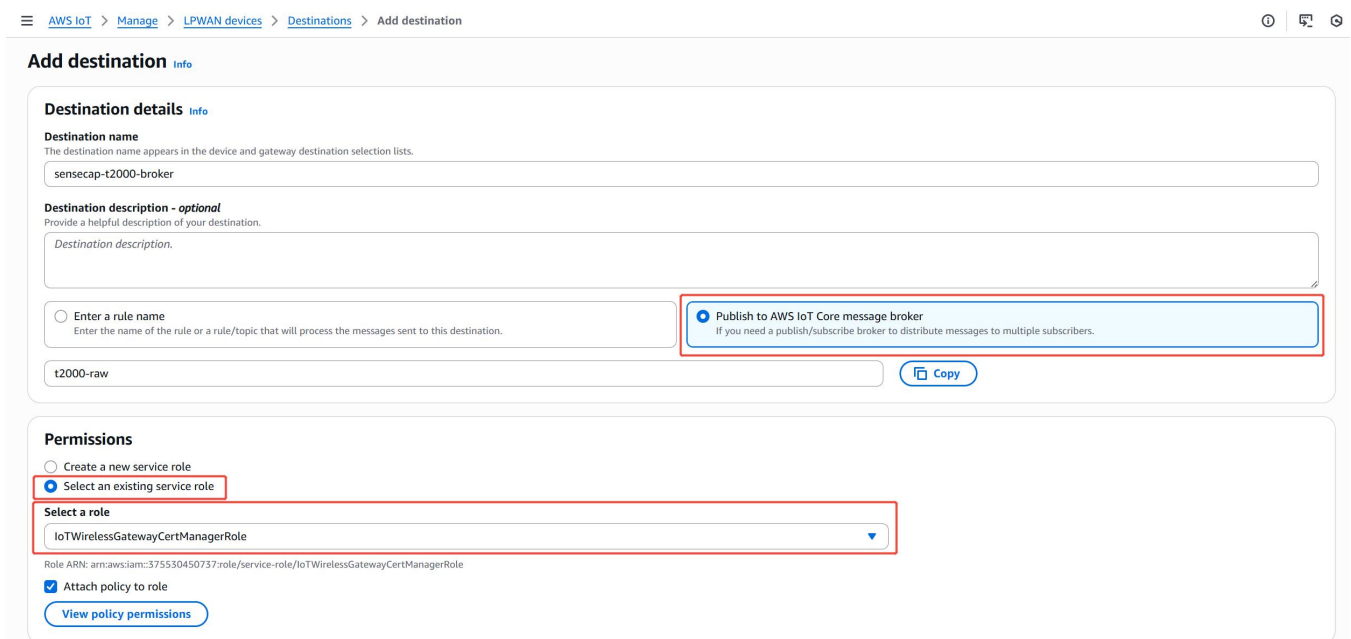 AWS IoT > Manage > LPWAN devices > Destinations > Add destination
Add destination Info
Destination details Info
Destination name
The destination name appears in the device and gateway destination selection lists.
sensecap-t2000-broker
Destination description - optional
Provide a helpful description of your destination.
Destination description.
Enter a rule name
Enter the name of the rule or a rule/topic that will process the messages sent to this destination.
Publish to AWS IoT Core message broker
If you need a publish/subscribe broker to distribute messages to multiple subscribers.
t2000-raw
Copy
Permissions
Create a new service role
Select an existing service role
Select a role
IoTWirelessGatewayCertManagerRole
Role ARN: arn:aws:iam::375530450737:role/service-role/IoTWirelessGatewayCertManagerRole
Attach policy to role
View policy permissions